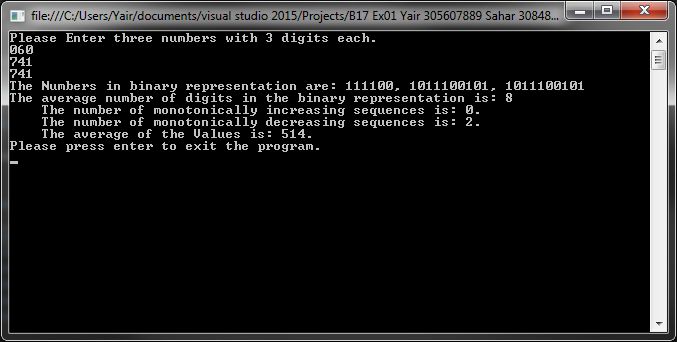 file:///C:/Users/Yair/documents/visual studio 2015/Projects/B17 Ex01 Yair 305607889 Sahar 30848...
Please Enter three numbers with 3 digits each.
060
741
741
The Numbers in binary representation are: 111100, 1011100101, 1011100101
The average number of digits in the binary representation is: 8
    The number of monotonically increasing sequences is: 0.
    The number of monotonically decreasing sequences is: 2.
    The average of the Values is: 514.
Please press enter to exit the program.